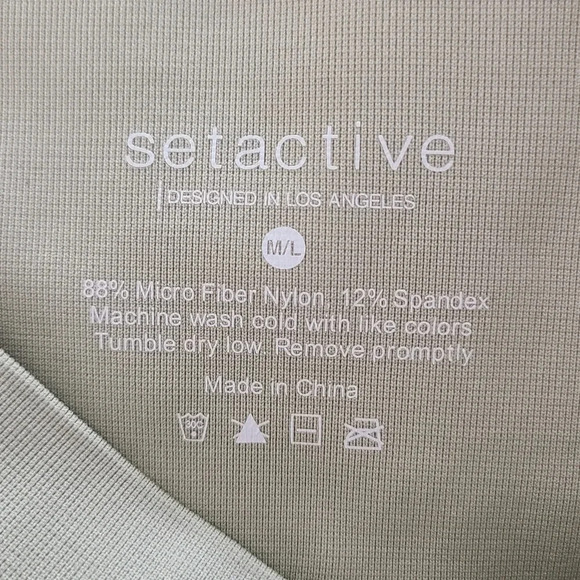 setactive
DESIGNED IN LOS ANGELES
M/L
88% Micro Fiber Nylon, 12% Spandex
Machine wash cold with like colors
Tumble dry low. Remove promptly
Made in China